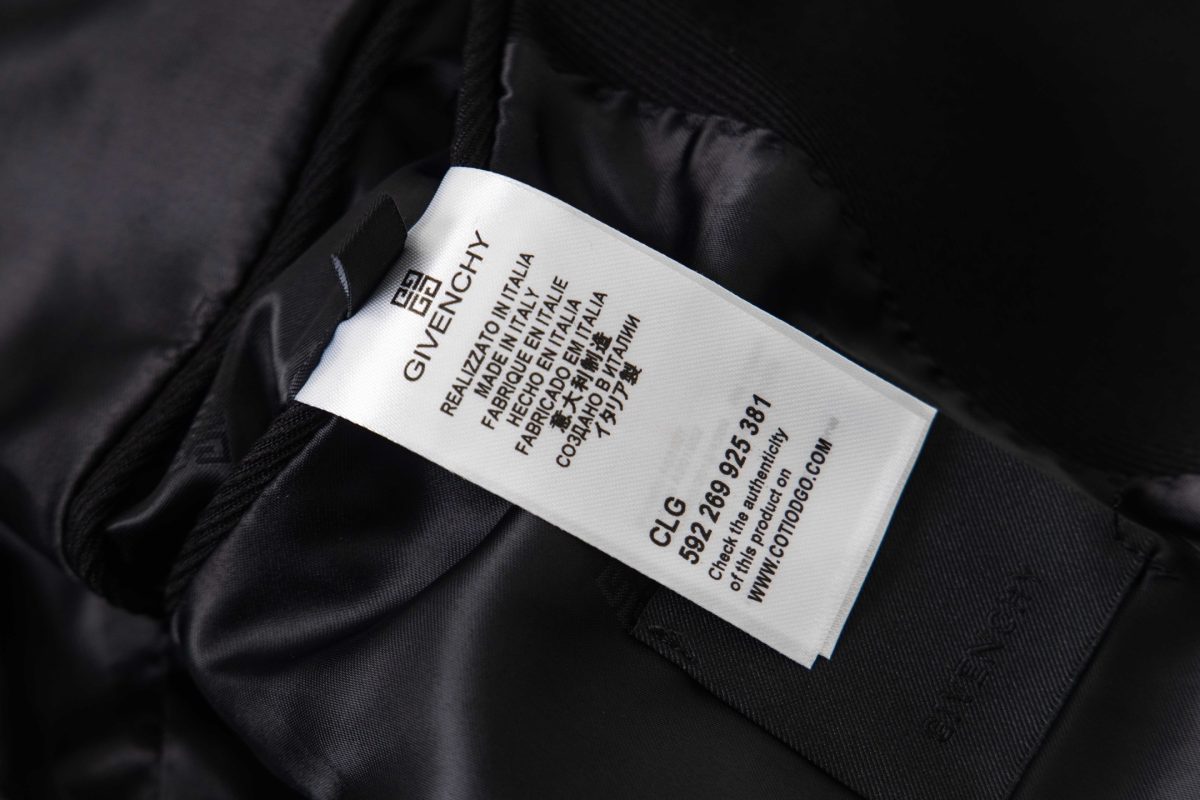 GIVENCHY
REALIZZATO IN ITALIA
MADE IN ITALY
FABRIQUE EN ITALIE
HECHO EN ITALIA
FABRICADO EM ITALIA
意大利制造
СОЗДАНО В ИТАЛИИ
イタリア製
CLG
592 269 925 381
Check the authenticity
of this product on
WWW.COTIODGO.COM
GIVENCHY